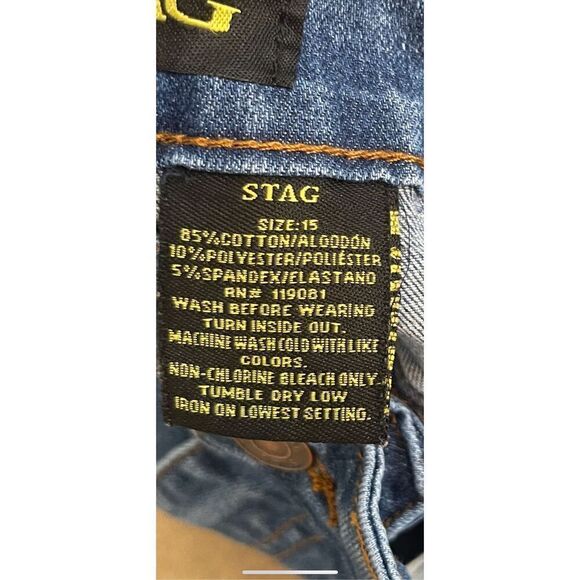 AG
STAG
SIZE:15
85%COTTON/ALGODÓN
10%POLYESTER/POLIÉSTER
5%SPANDEX/ELASTANO
RN# 119081
WASH BEFORE WEARING
TURN INSIDE OUT.
MACHINE WASH COLD WITH LIKE
COLORS.
NON-CHLORINE BLEACH ONLY.
TUMBLE DRY LOW
IRON ON LOWEST SETTING.